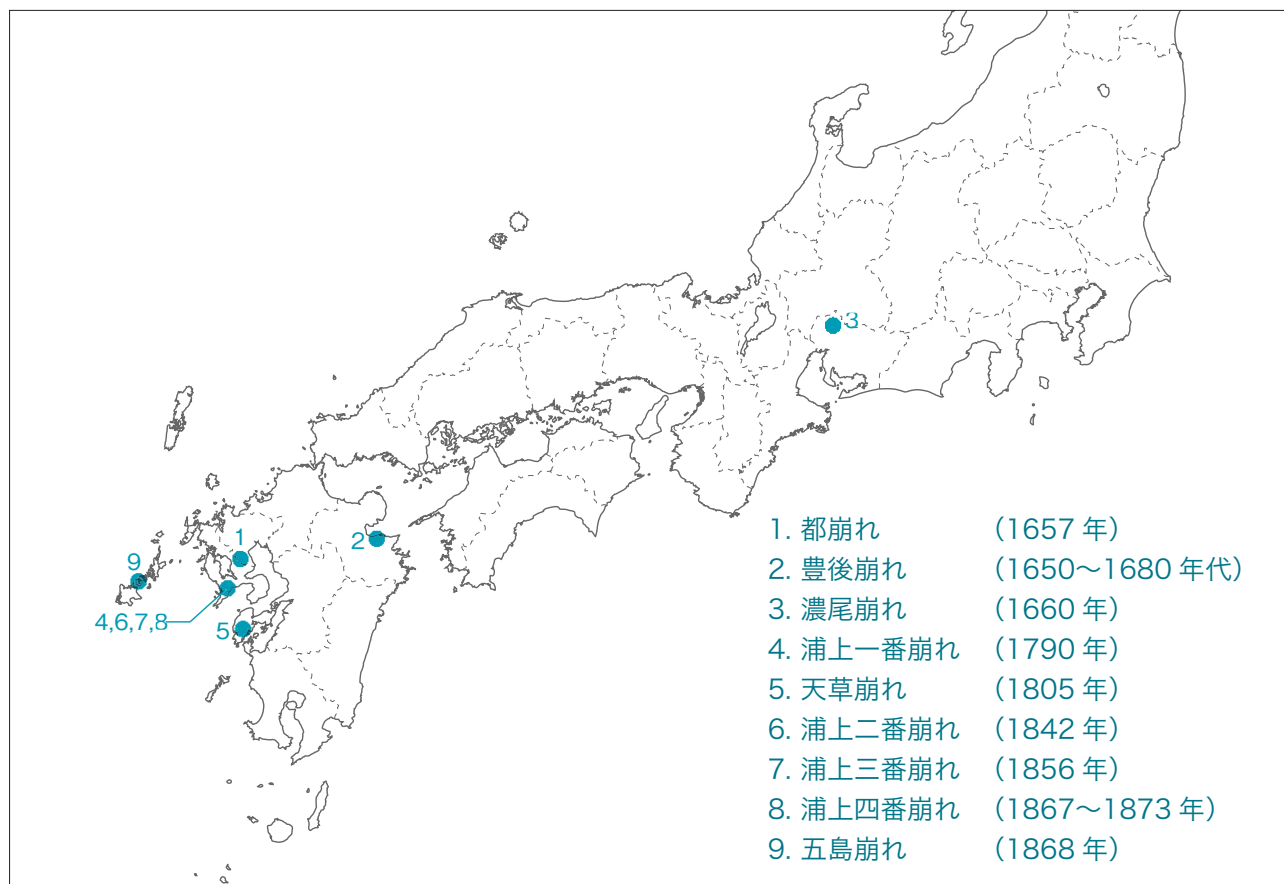 3
1
2
9
4,6,7,8
5
1. 都崩れ （1657 年）
2. 豊後崩れ （1650〜1680 年代）
3. 濃尾崩れ （1660 年）
4. 浦上一番崩れ （1790 年）
5. 天草崩れ （1805 年）
6. 浦上二番崩れ （1842 年）
7. 浦上三番崩れ （1856 年）
8. 浦上四番崩れ （1867〜1873 年）
9. 五島崩れ （1868 年）